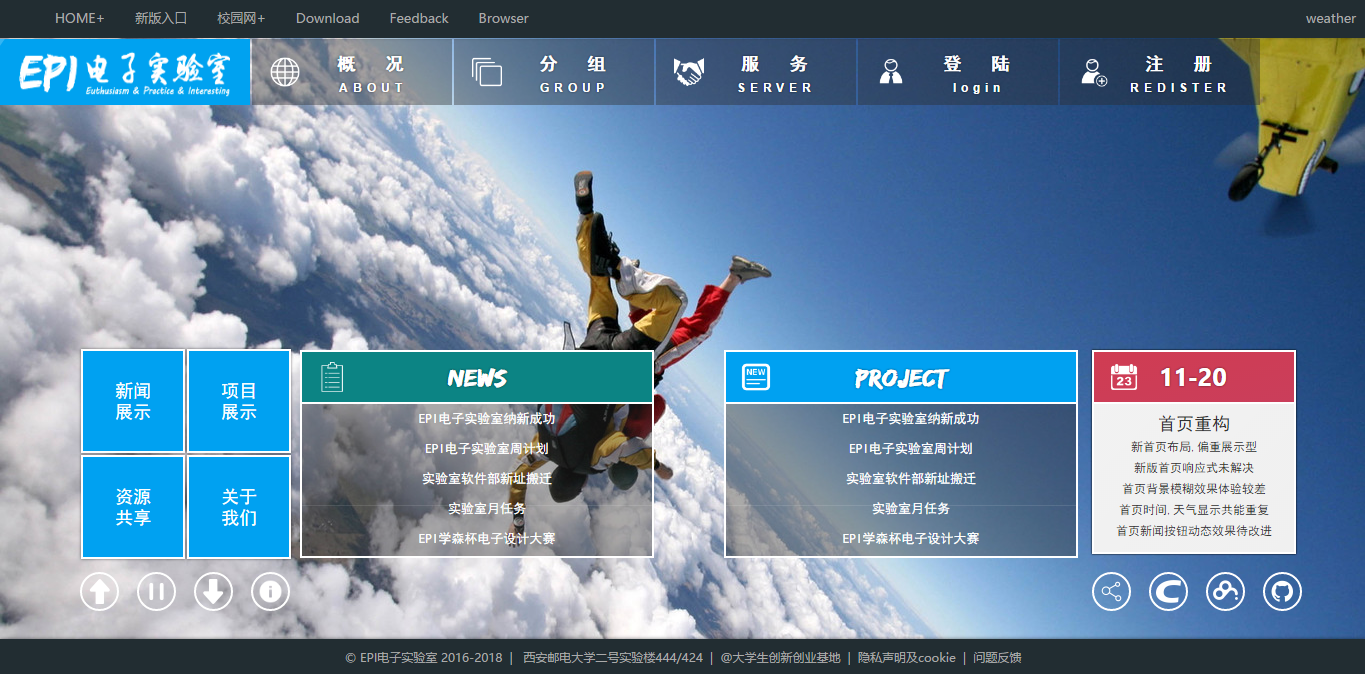 HOME+ 新版入口 校园网+ Download Feedback Browser weather
EPI 电子实验室
Euthusiasm & Practice & Interesting
概 况
ABOUT
分 组
GROUP
服 务
SERVER
登 陆
login
注 册
REDISTER
新闻
展示
项目
展示
资源
共享
关于
我们
NEWS
EPI电子实验室纳新成功
EPI电子实验室周计划
实验室软件部新址搬迁
实验室月任务
EPI学森杯电子设计大赛
NEW
PROJECT
EPI电子实验室纳新成功
EPI电子实验室周计划
实验室软件部新址搬迁
实验室月任务
EPI学森杯电子设计大赛
23
11-20
首页重构
新首页布局, 偏重展示型
新版首页响应式未解决
首页背景模糊效果体验较差
首页时间, 天气显示共能重复
首页新闻按钮动态效果待改进
© EPI电子实验室 2016-2018 | 西安邮电大学二号实验楼444/424 | @大学生创新创业基地 | 隐私声明及cookie | 问题反馈